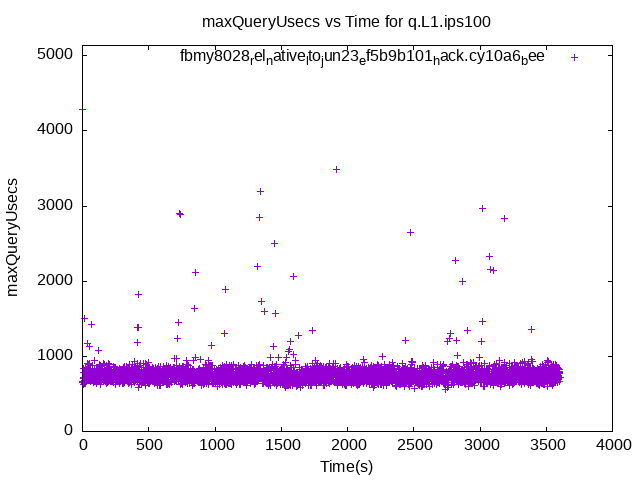 maxQueryUsecs vs Time for q.L1.ips100
fbmy8028relnativeltojun23ef5b9b101hack.cy10a6bee
maxQueryUsecs
5000
4000
3000
2000
1000
0
0 500 1000 1500 2000 2500 3000 3500 4000
Time(s)